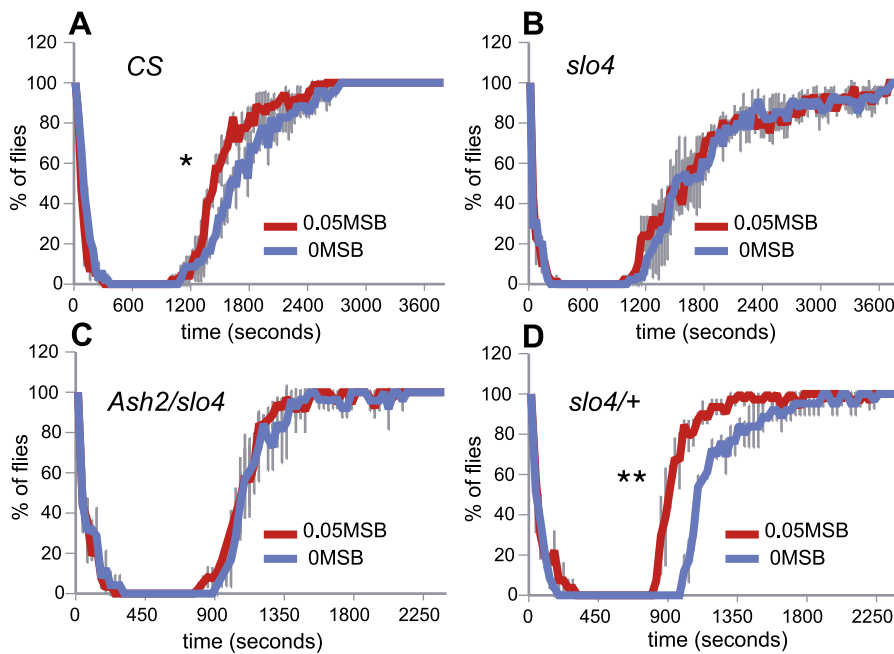 A
CS
120
100
80
60
40
20
0
% of flies
*
0.05MSB
0MSB
0 600 1200 1800 2400 3000 3600
time (seconds)
B
slo4
120
100
80
60
40
20
0
% of flies
0.05MSB
0MSB
0 600 1200 1800 2400 3000 3600
time (seconds)
C
Ash2/slo4
120
100
80
60
40
20
0
% of flies
0.05MSB
0MSB
0 450 900 1350 1800 2250
time (seconds)
D
slo4/+
120
100
80
60
40
20
0
% of flies
**
0.05MSB
0MSB
0 450 900 1350 1800 2250
time (seconds)